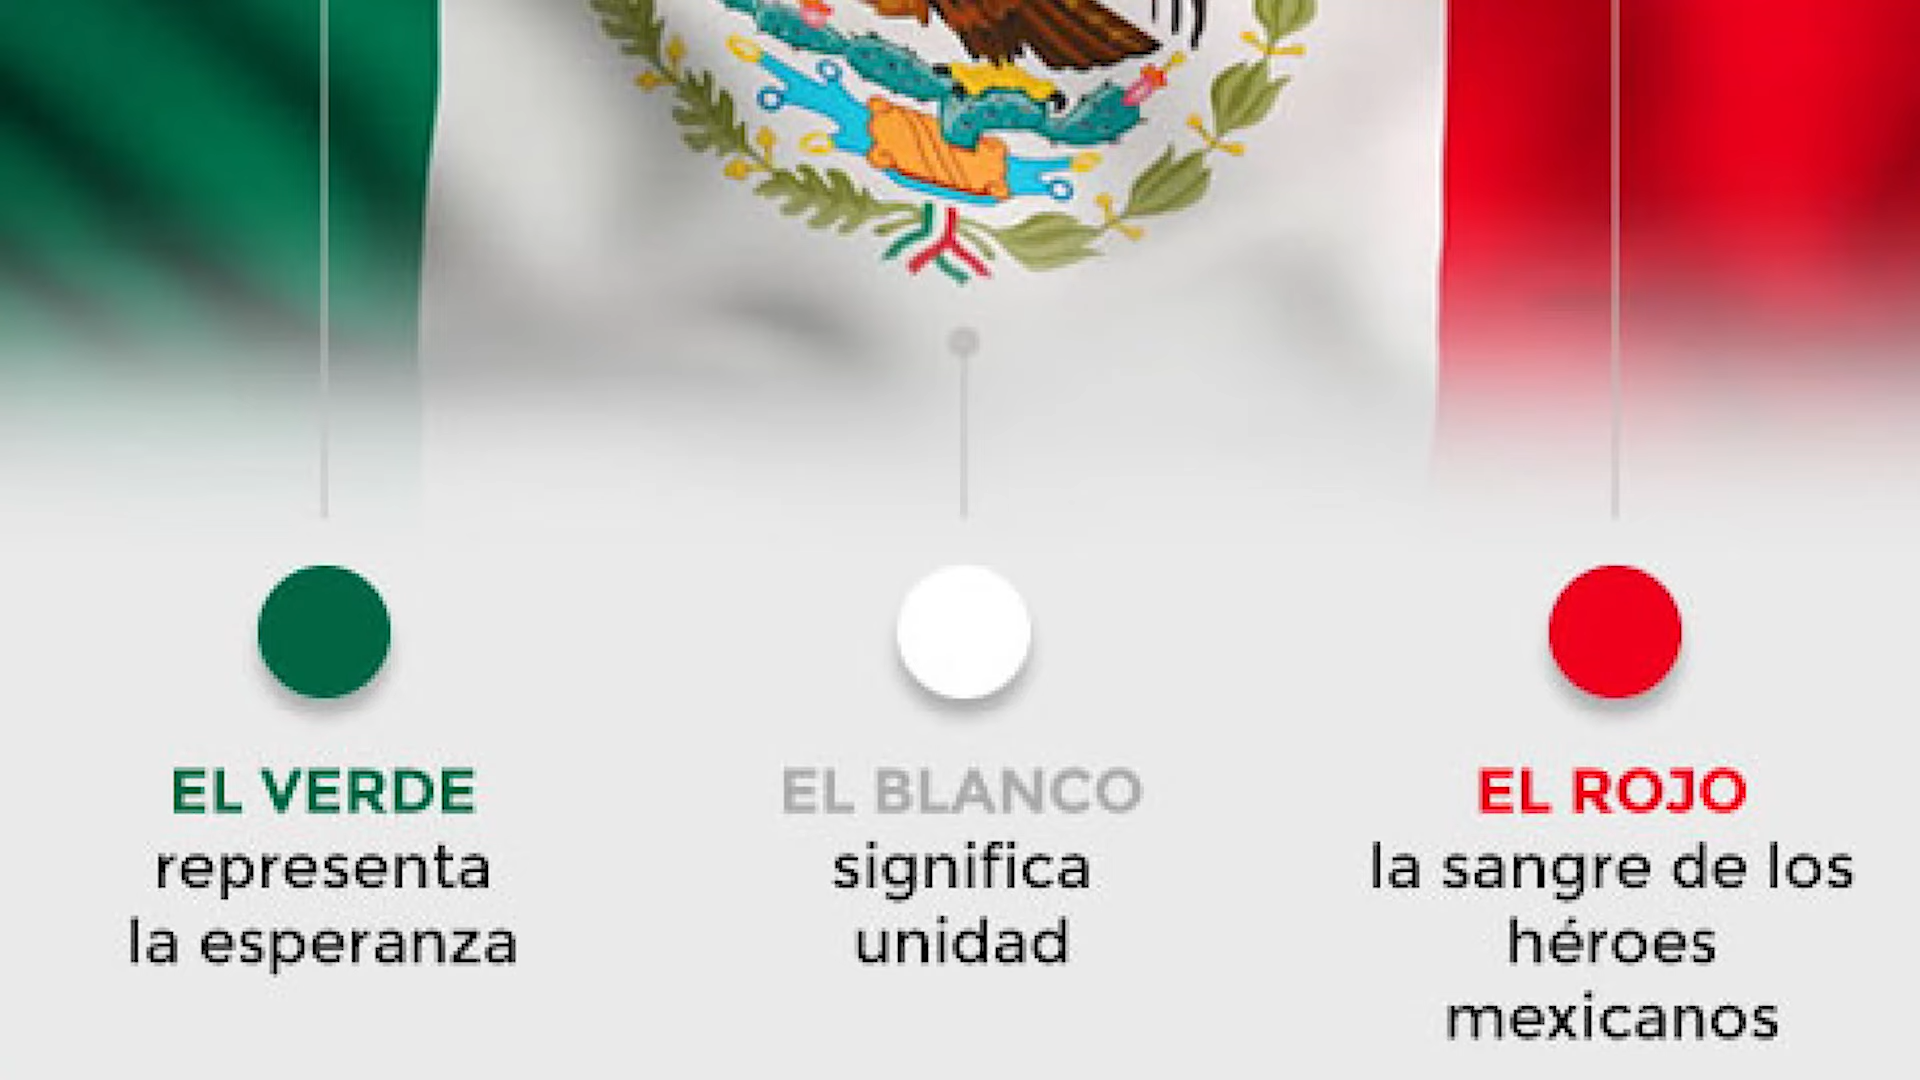 EL VERDE
representa
la esperanza
EL BLANCO
significa
unidad
EL ROJO
la sangre de los
héroes
mexicanos